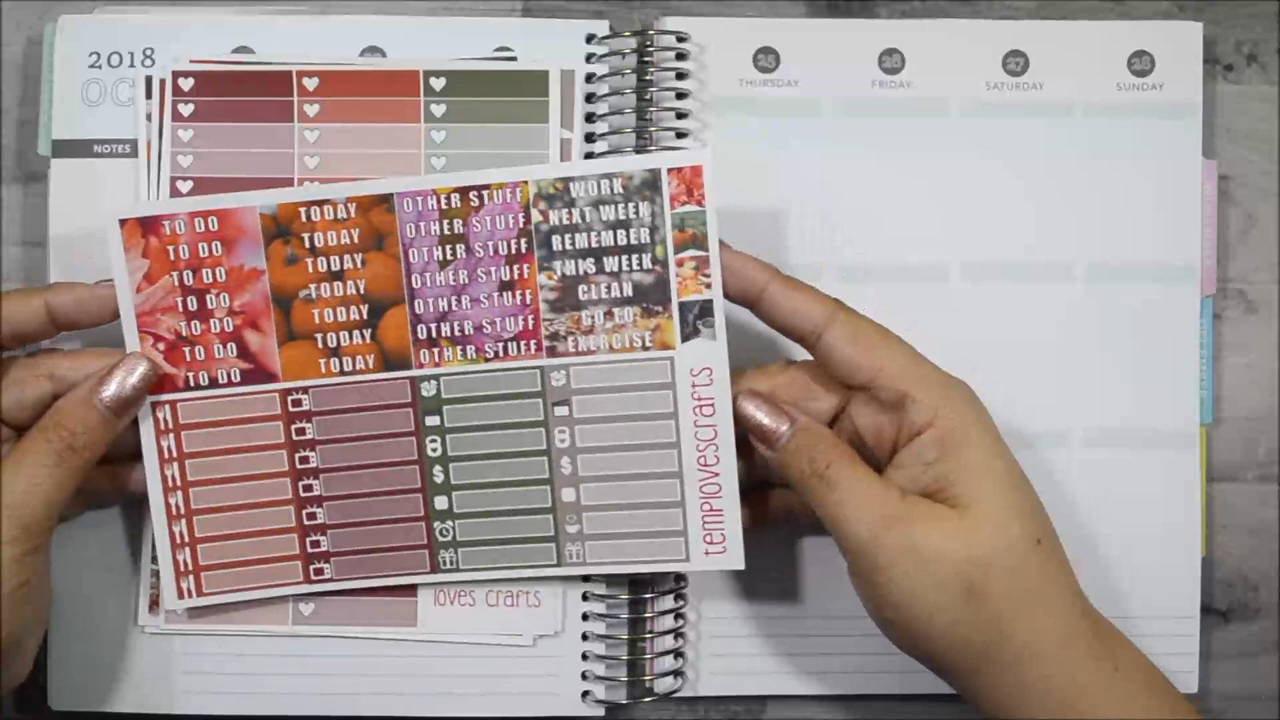 2018
OC
NOTES
25
26
27
28
THURSDAY
FRIDAY
SATURDAY
SUNDAY
TO DO
TO DO
TO DO
TO DO
TO DO
TO DO
TO DO
TODAY
TODAY
TODAY
TODAY
TODAY
TODAY
TODAY
OTHER STUFF
OTHER STUFF
OTHER STUFF
OTHER STUFF
OTHER STUFF
OTHER STUFF
OTHER STUFF
WORK
NEXT WEEK
REMEMBER
THIS WEEK
CLEAN
GO TO
EXERCISE
$
$
templovescrafts
loves crafts